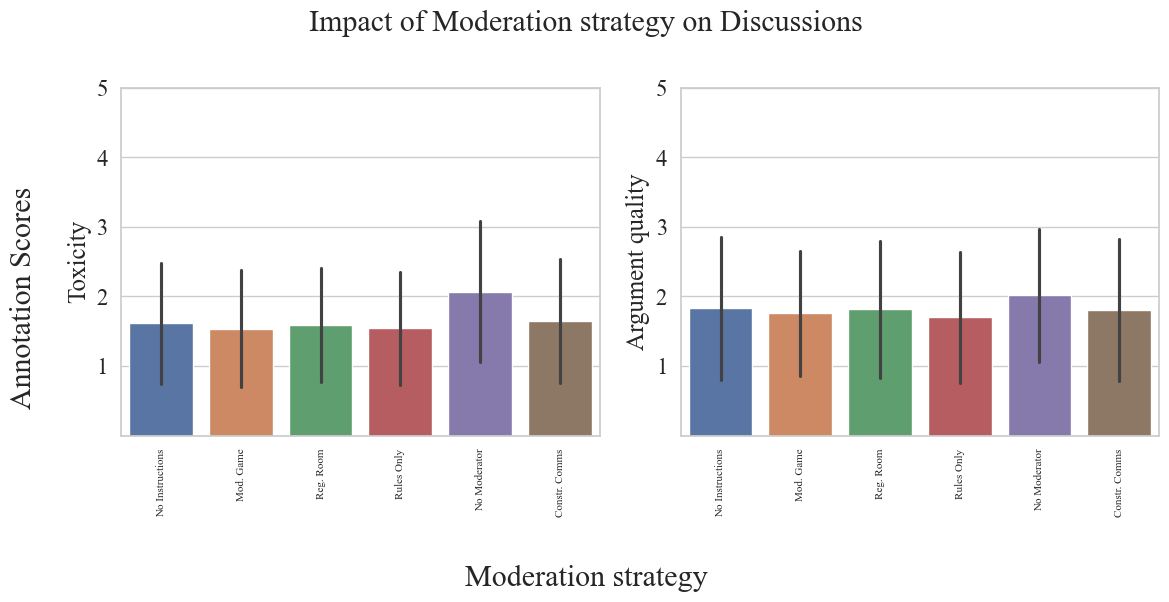 Impact of Moderation strategy on Discussions
Annotation Scores
Toxicity
5
4
3
2
1
No Instructions
Mod. Game
Reg. Room
Rules Only
No Moderator
Constr. Comms
Argument quality
5
4
3
2
1
No Instructions
Mod. Game
Reg. Room
Rules Only
No Moderator
Constr. Comms
Moderation strategy